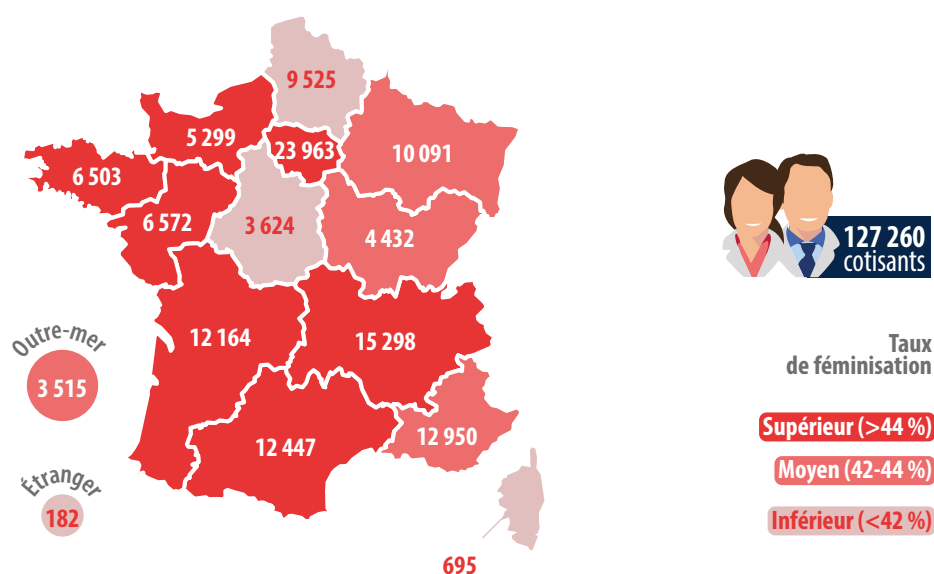 9 525
5 299
23 963
10 091
6 503
6 572
3 624
4 432
127 260
cotisants
12 164
15 298
Outre-mer
3 515
Taux
de féminisation
12 447
12 950
Supérieur (>44 %)
Moyen (42-44 %)
Étranger
182
Inférieur (<42 %)
695